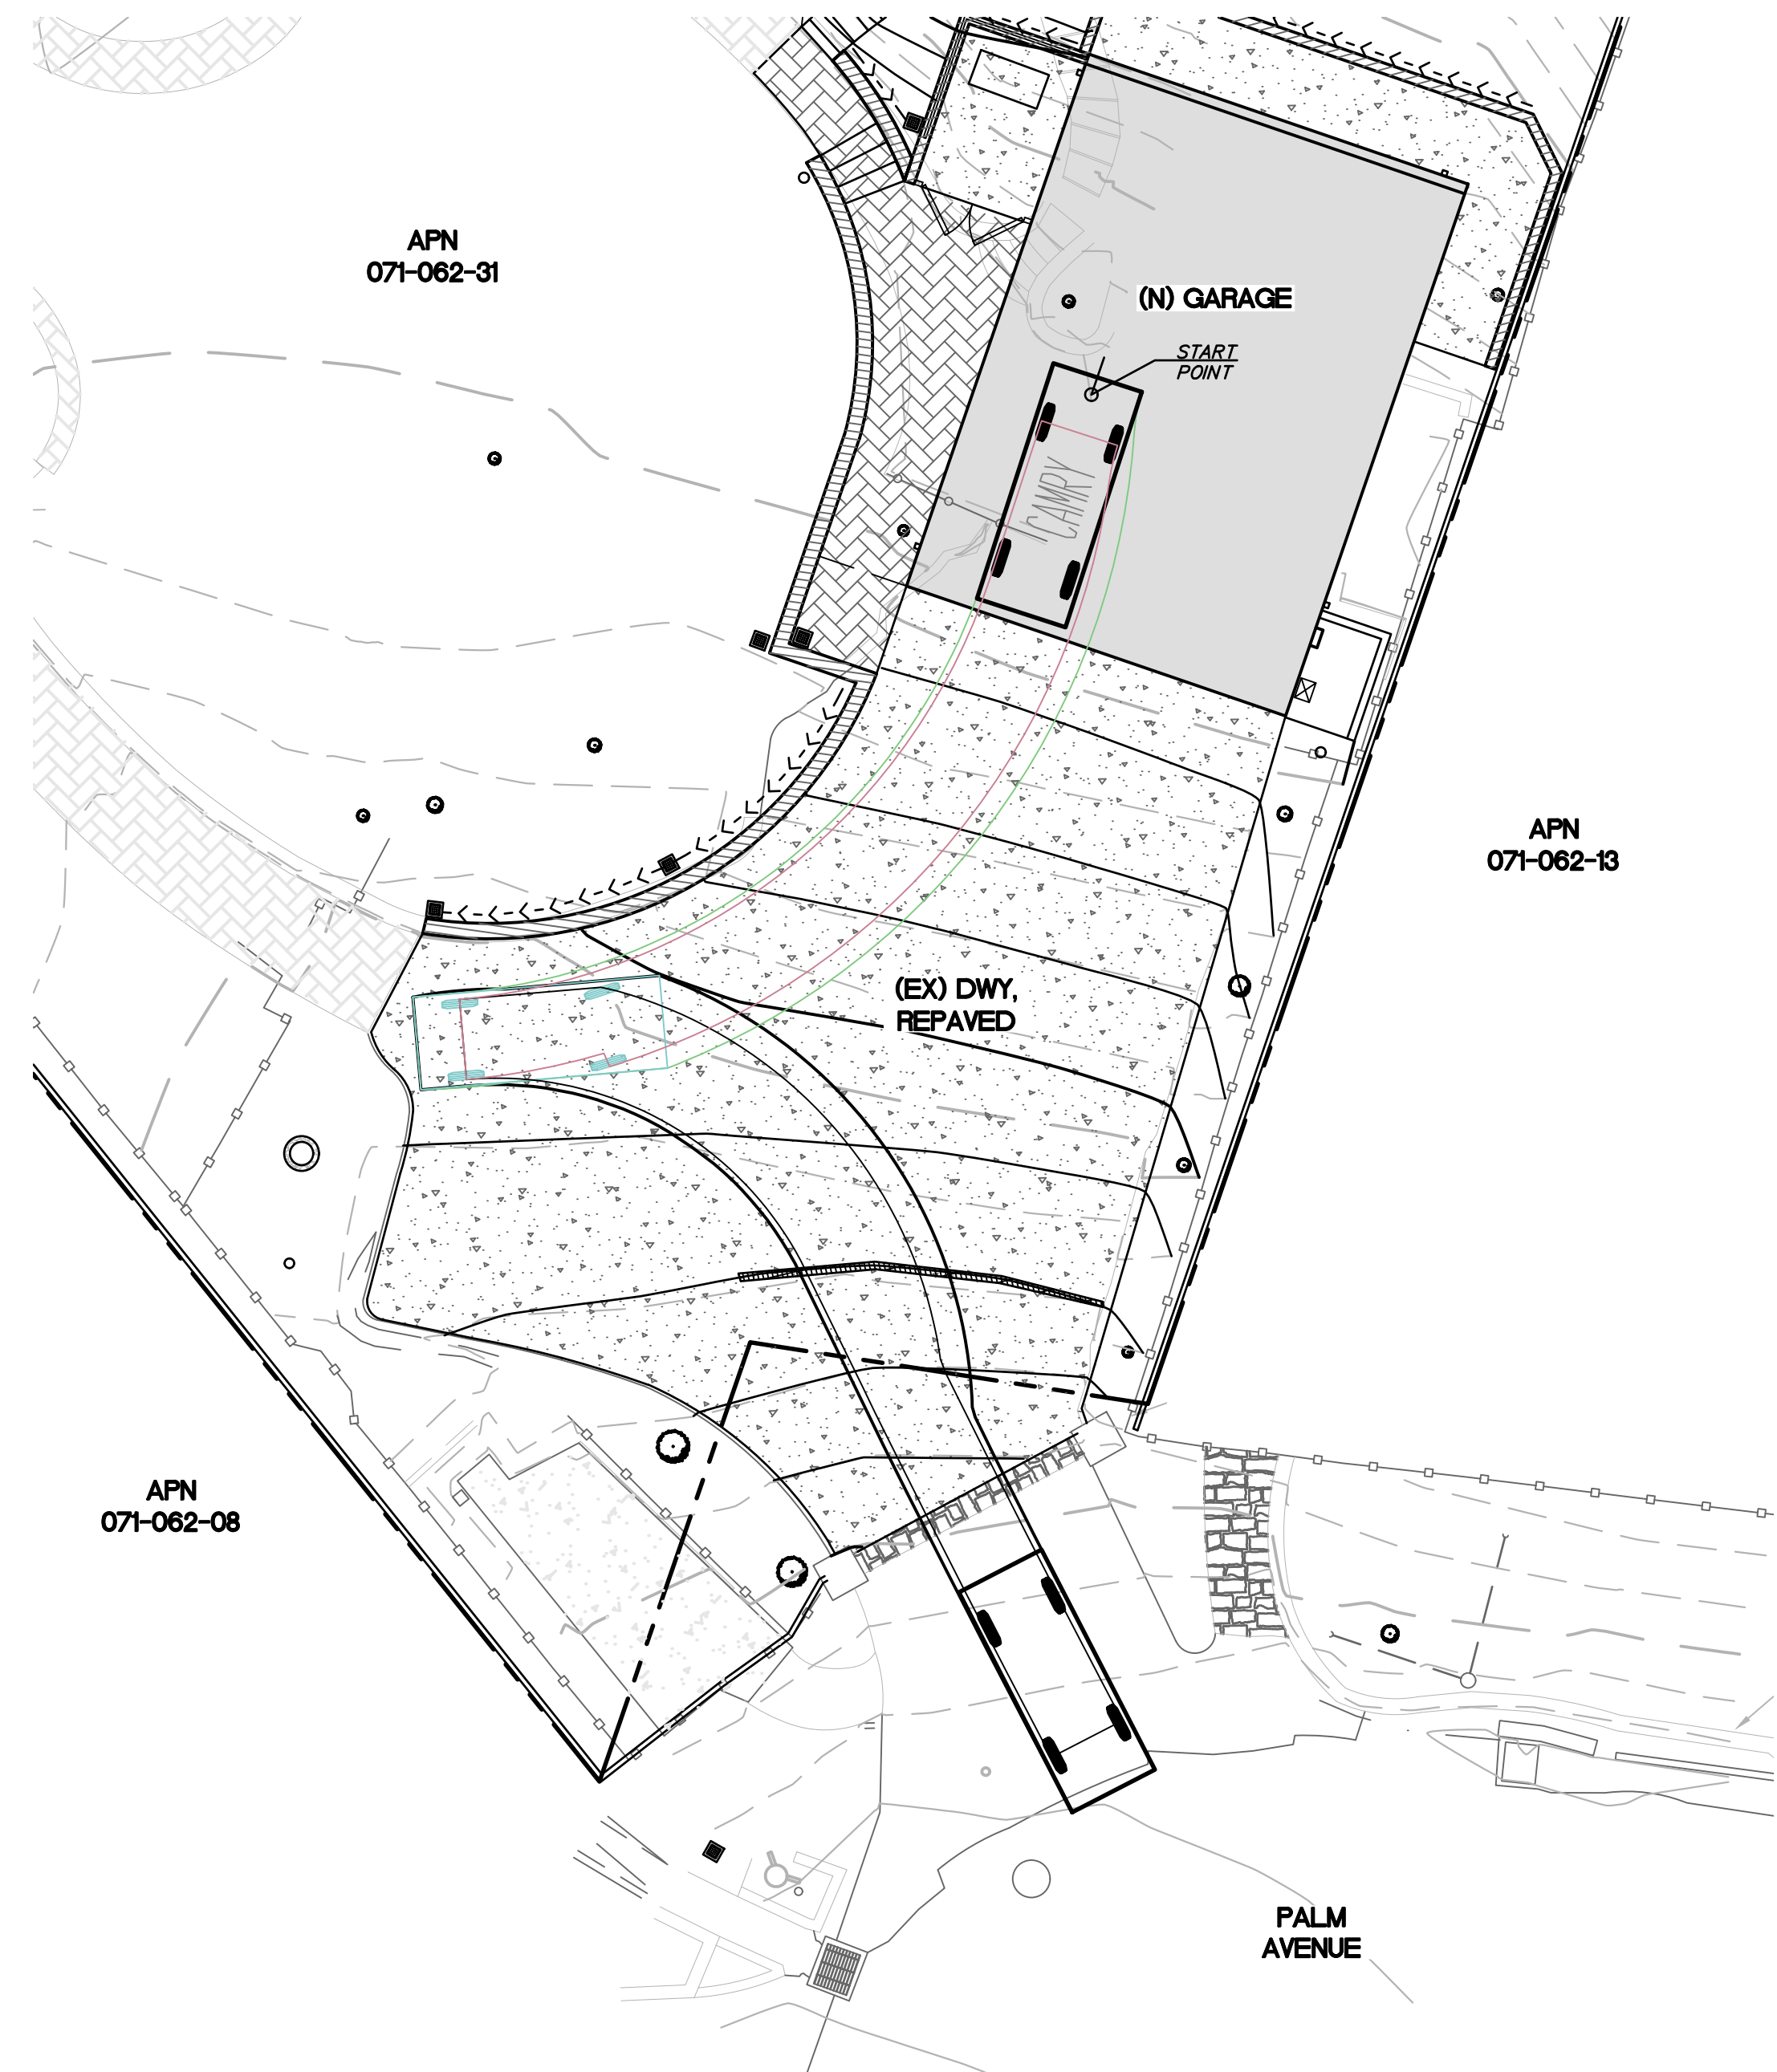 APN
071-062-31
(N) GARAGE
START
POINT
CAMRY
APN
071-062-13
(EX) DWY,
REPAVED
APN
071-062-08
PALM
AVENUE